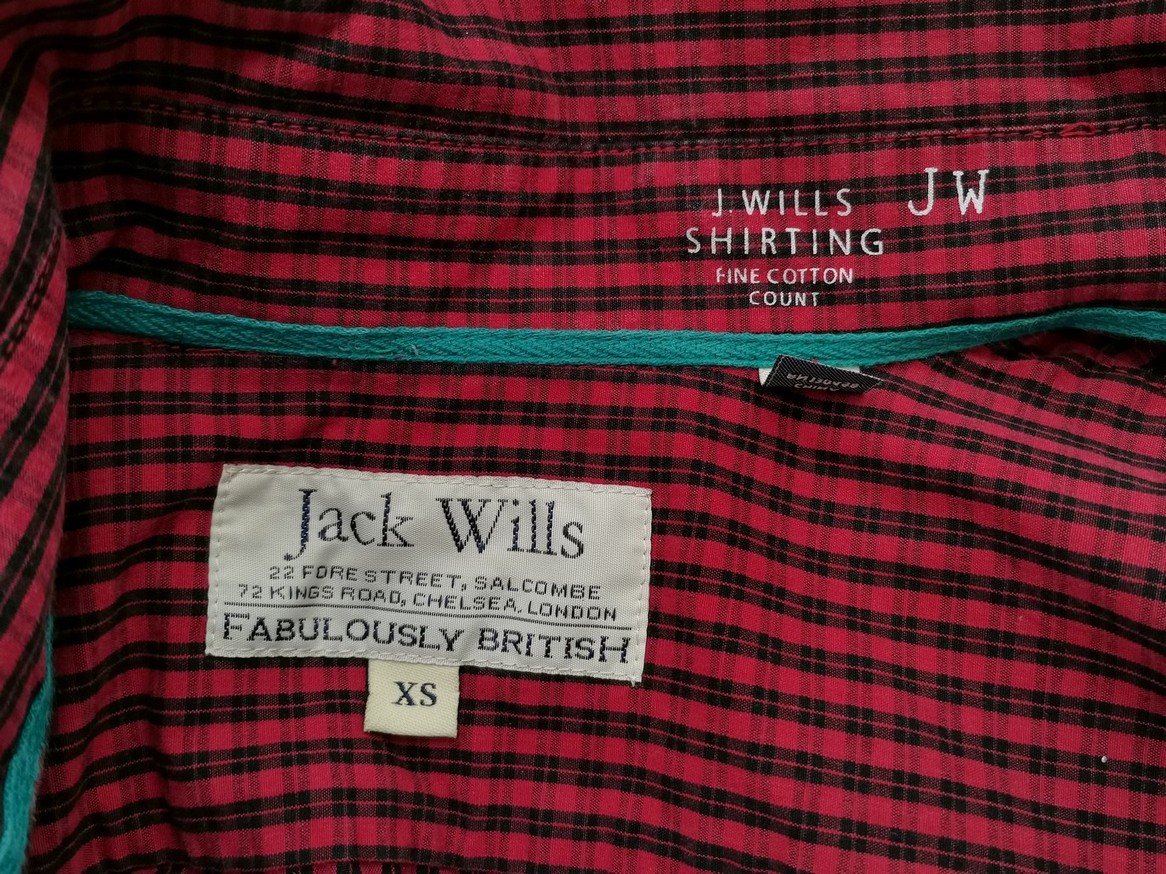 J.WILLS JW
SHIRTING
FINE COTTON
COUNT
Jack Wills
22 FORE STREET, SALCOMBE
72 KINGS ROAD, CHELSEA, LONDON
FABULOUSLY BRITISH
XS